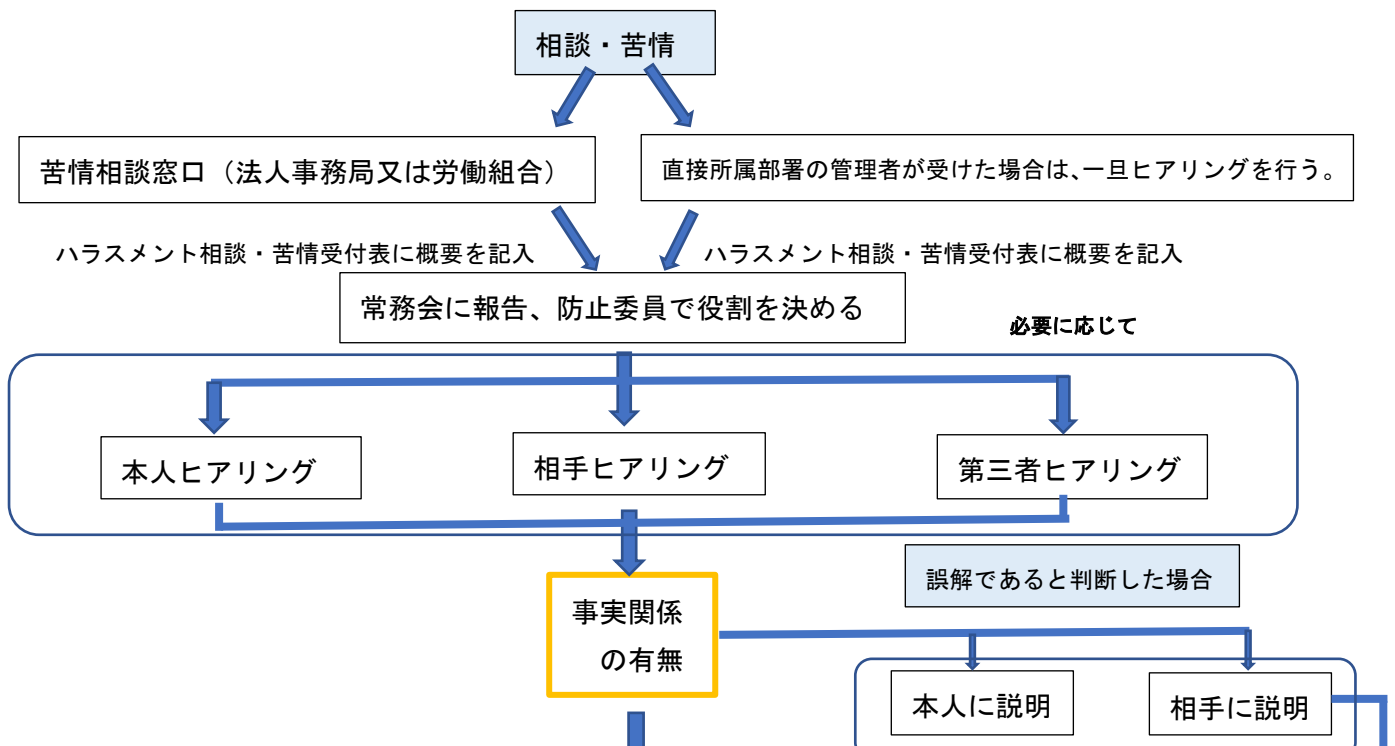 相談・苦情
苦情相談窓口（法人事務局又は労働組合）
直接所属部署の管理者が受けた場合は、一旦ヒアリングを行う。
ハラスメント相談・苦情受付表に概要を記入
ハラスメント相談・苦情受付表に概要を記入
常務会に報告、防止委員で役割を決める
必要に応じて
本人ヒアリング
相手ヒアリング
第三者ヒアリング
誤解であると判断した場合
事実関係
の有無
本人に説明
相手に説明